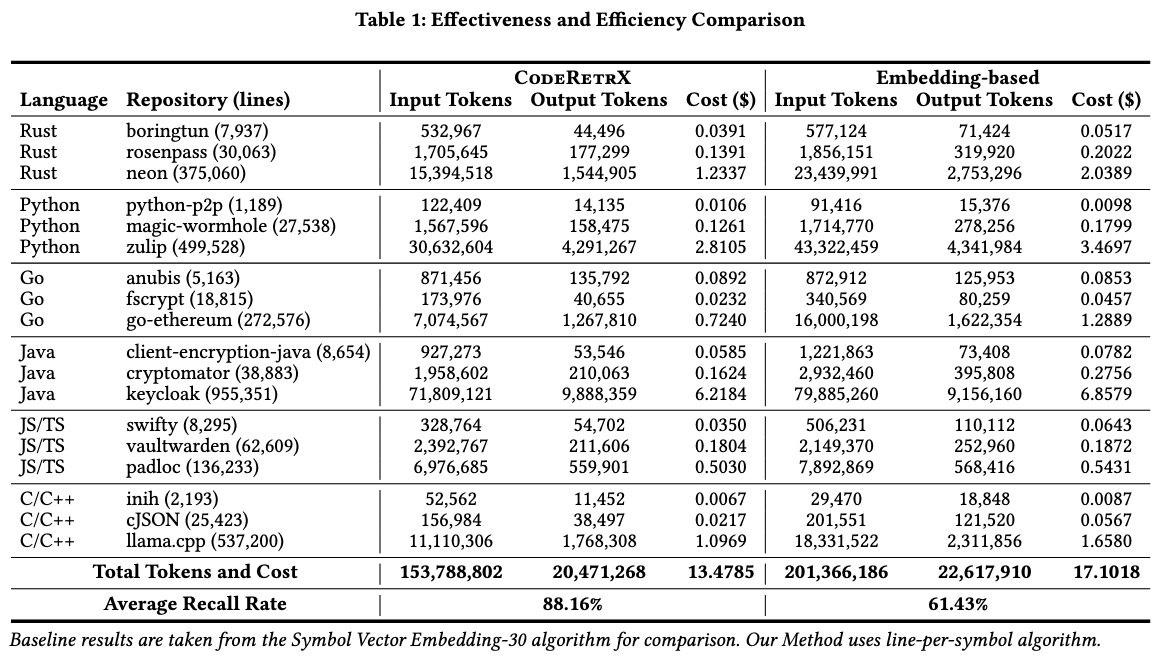 Table 1: Effectiveness and Efficiency Comparison
CODERETRX Embedding-based
Language Repository (lines) Input Tokens Output Tokens Cost ($) Input Tokens Output Tokens Cost ($)
Rust boringtun (7,937) 532,967 44,496 0.0391 577,124 71,424 0.0517
Rust rosenpass (30,063) 1,705,645 177,299 0.1391 1,856,151 319,920 0.2022
Rust neon (375,060) 15,394,518 1,544,905 1.2337 23,439,991 2,753,296 2.0389
Python python-p2p (1,189) 122,409 14,135 0.0106 91,416 15,376 0.0098
Python magic-wormhole (27,538) 1,567,596 158,475 0.1261 1,714,770 278,256 0.1799
Python zulip (499,528) 30,632,604 4,291,267 2.8105 43,322,459 4,341,984 3.4697
Go anubis (5,163) 871,456 135,792 0.0892 872,912 125,953 0.0853
Go fscrypt (18,815) 173,976 40,655 0.0232 340,569 80,259 0.0457
Go go-ethereum (272,576) 7,074,567 1,267,810 0.7240 16,000,198 1,622,354 1.2889
Java client-encryption-java (8,654) 927,273 53,546 0.0585 1,221,863 73,408 0.0782
Java cryptomator (38,883) 1,958,602 210,063 0.1624 2,932,460 395,808 0.2756
Java keycloak (955,351) 71,809,121 9,888,359 6.2184 79,885,260 9,156,160 6.8579
JS/TS swifty (8,295) 328,764 54,702 0.0350 506,231 110,112 0.0643
JS/TS vaultwarden (62,609) 2,392,767 211,606 0.1804 2,149,370 252,960 0.1872
JS/TS padloc (136,233) 6,976,685 559,901 0.5030 7,892,869 568,416 0.5431
C/C++ inih (2,193) 52,562 11,452 0.0067 29,470 18,848 0.0087
C/C++ cJSON (25,423) 156,984 38,497 0.0217 201,551 121,520 0.0567
C/C++ llama.cpp (537,200) 11,110,306 1,768,308 1.0969 18,331,522 2,311,856 1.6580
Total Tokens and Cost 153,788,802 20,471,268 13.4785 201,366,186 22,617,910 17.1018
Average Recall Rate 88.16% 61.43%
Baseline results are taken from the Symbol Vector Embedding-30 algorithm for comparison. Our Method uses line-per-symbol algorithm.